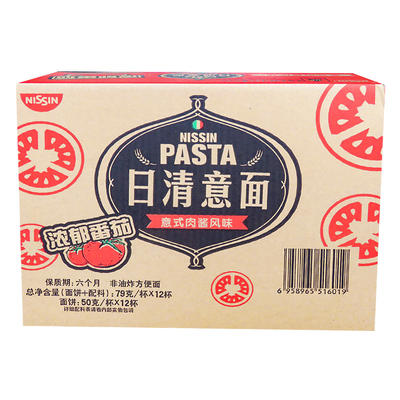 NISSIN
NISSIN
PASTA
日清意面
意式肉酱风味
浓郁番茄
保质期:六个月 非油炸方便面
总净含量(面饼+配料):79克/杯×12杯
面饼:50克/杯×12杯
详细配料表请看内部实物包装
6 958965 516019